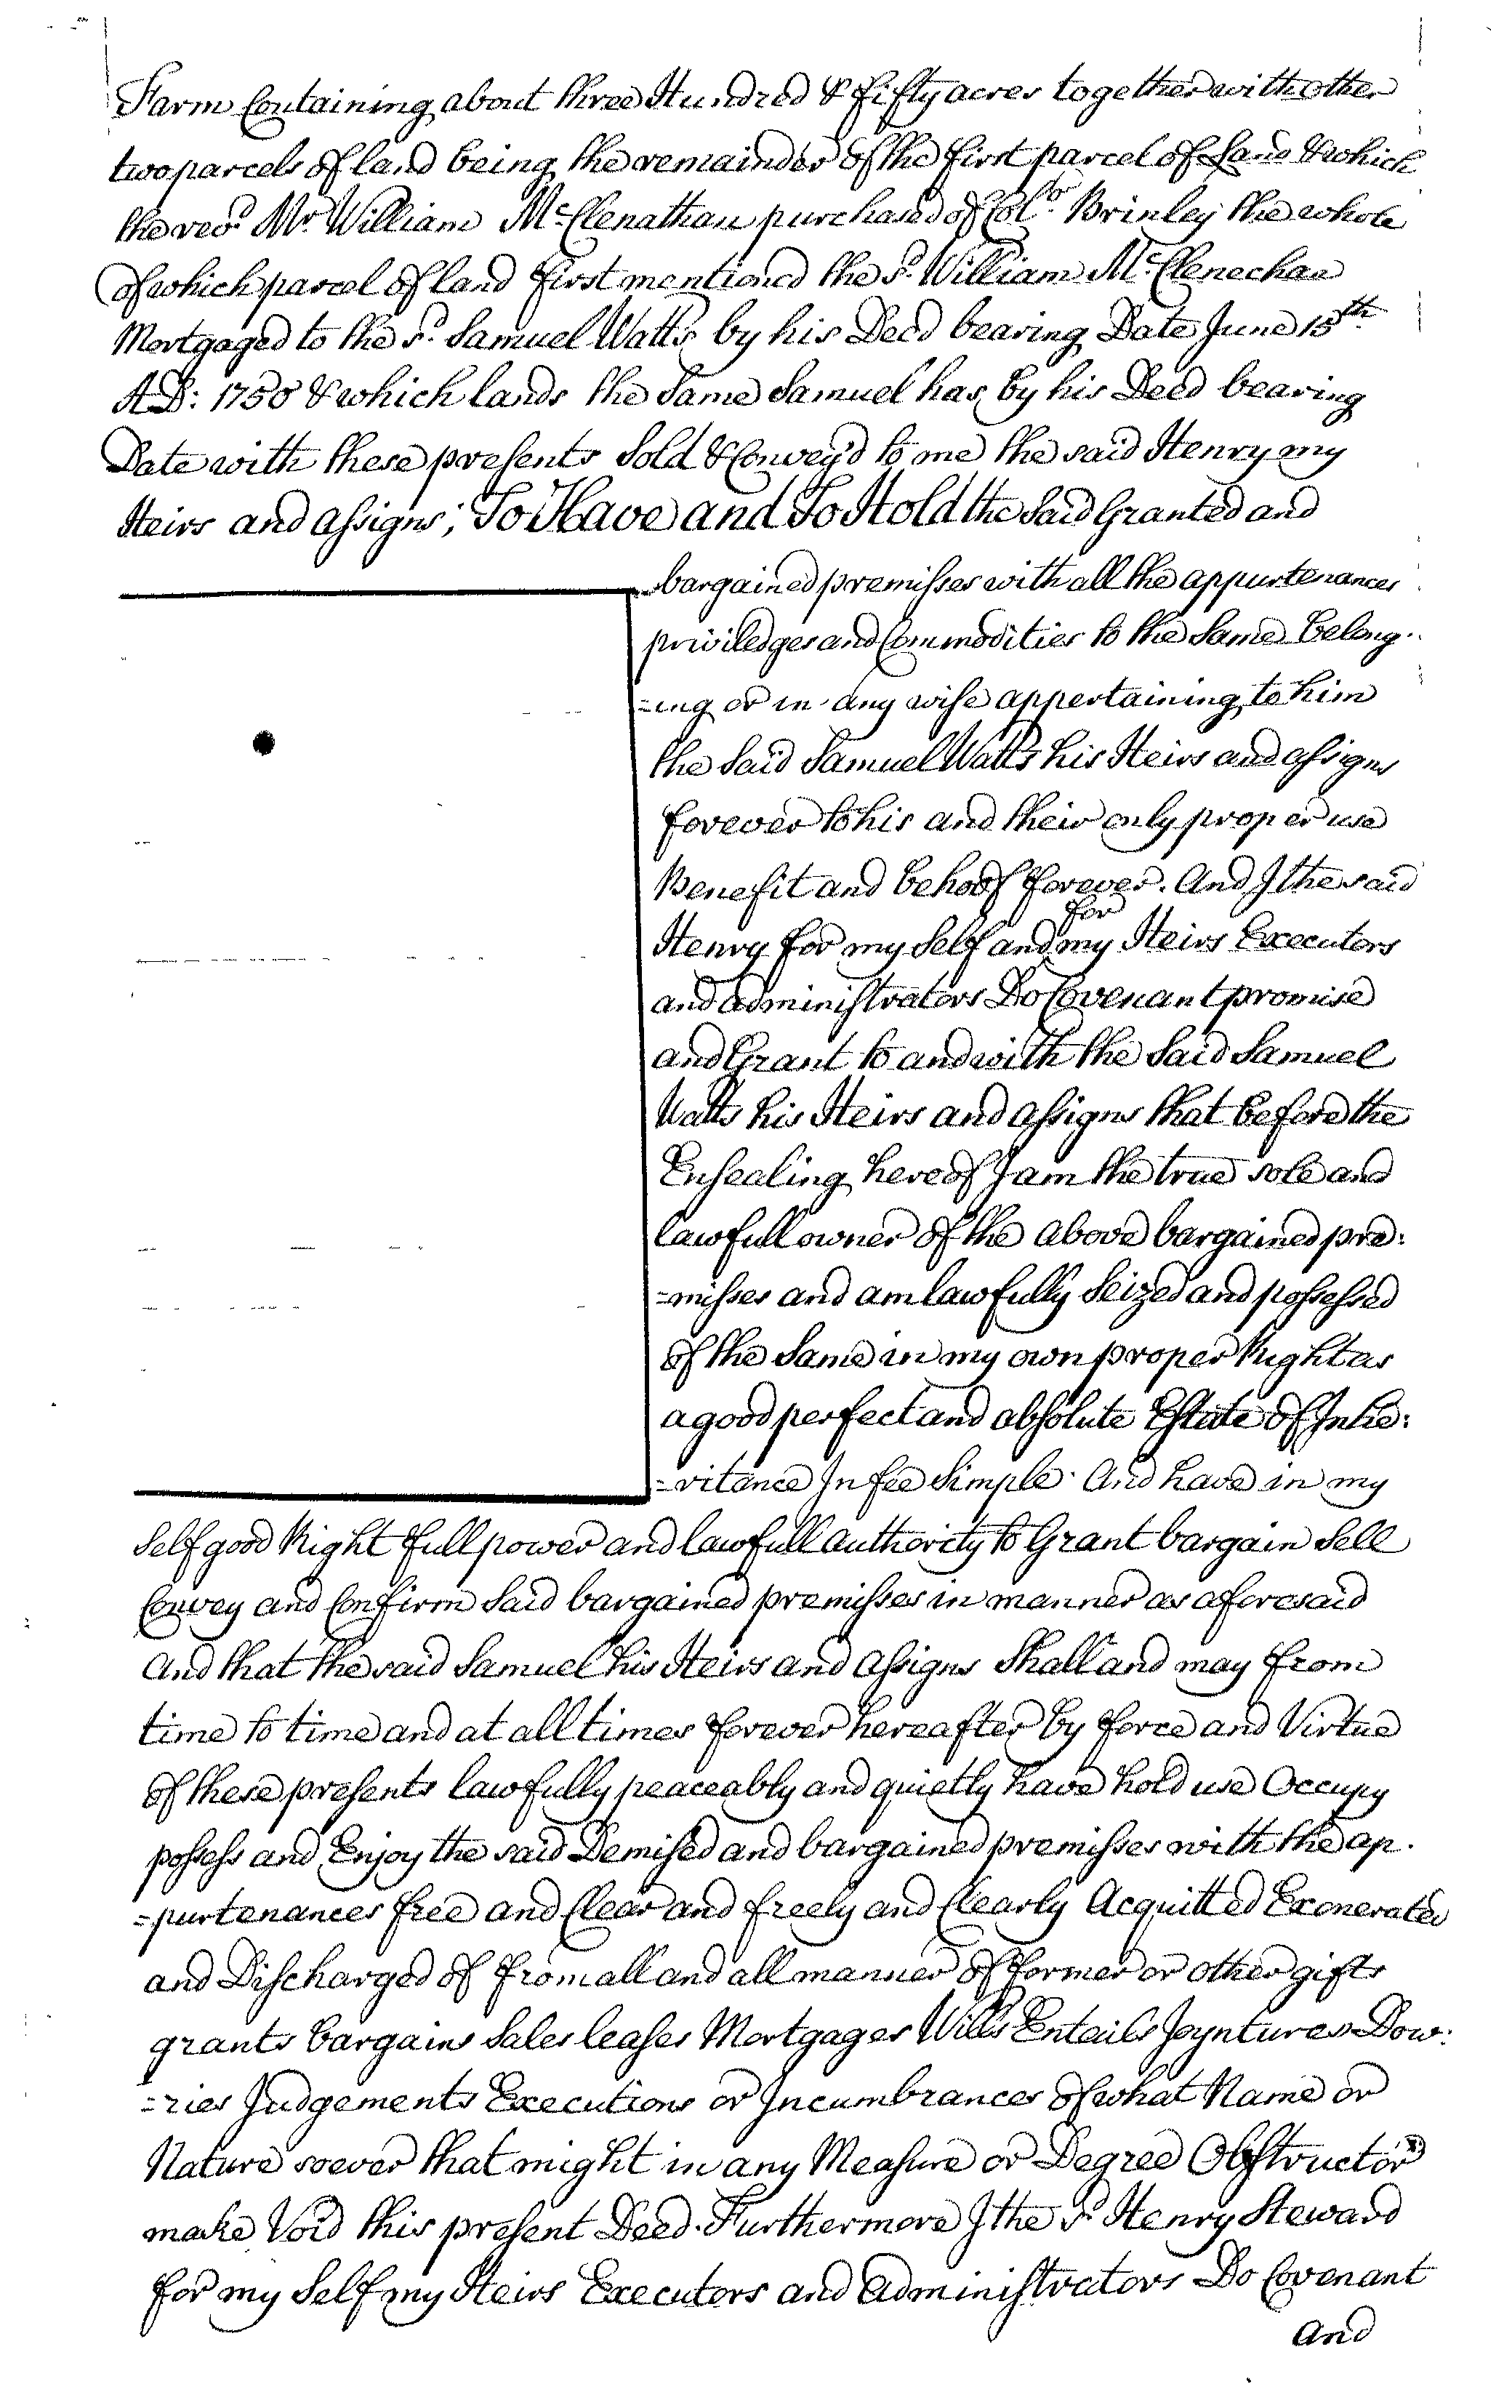 Farm Containing about three Hundred & fifty acres together with other
two parcels of land being the remainder of the first parcel of Land & which
the revd. Mr. William McClenathan purchased of Colo. Brinley the whole
of which parcel of land first mentioned the sd. William McClenechan
Mortgaged to the sd. Samuel Watts by his Deed bearing Date June 15th
AD: 1750 & which lands the Same Samuel has by his Deed bearing
Date with these presents Sold & Convey'd to me the said Henry my
Heirs and assigns; To Have and To Hold the Said Granted and
bargained premisses with all the appurtenances
priviledges and Commodities to the Same belong-
=ing or in any wise appertaining to him
the Said Samuel Watts his Heirs and assigns
forever to his and their only proper use
Benefit and behoof forever. And I the said
Henry for my Self and for my Heirs Executors
and administrators Do Covenant promise
and Grant to and with the Said Samuel
Watts his Heirs and assigns that before the
Ensealing hereof I am the true sole and
lawfull owner of the above bargained pre:
=misses and am lawfully Seized and possessed
of the Same in my own proper Right as
a good perfect and absolute Estate of Inhe:
=ritance In fee Simple. And have in my
Self good Right full power and lawfull authority to Grant bargain Sell
Convey and Confirm Said bargained premisses in manner as aforesaid
And that the said Samuel his Heirs and assigns Shall and may from
time to time and at all times forever hereafter by force and Virtue
of these presents lawfully peaceably and quietly have hold use Occupy
possess and Enjoy the said Demised and bargained premisses with the ap-
=purtenances free and Clear and freely and Clearly Acquitted Exonerated
and Discharged of from all and all manner of former or other gifts
grants bargains Sales leases Mortgages Wills Entails Joyntures Dow:
=ries Judgements Executions or Incumbrances of what Name or
Nature soever that might in any Measure or Degree Obstruct or
make Void this present Deed. Furthermore I the sd. Henry Steward
for my Self my Heirs Executors and Administrators Do Covenant
And